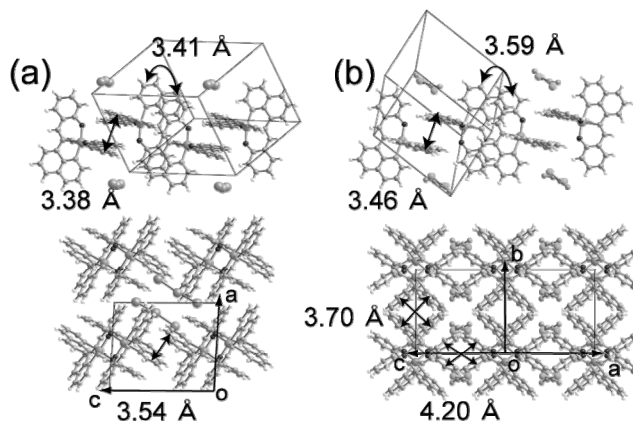 (a)
3.41 Å
3.38 Å
a
c
o
3.54 Å
(b)
3.59 Å
3.46 Å
b
3.70 Å
c
o
a
4.20 Å